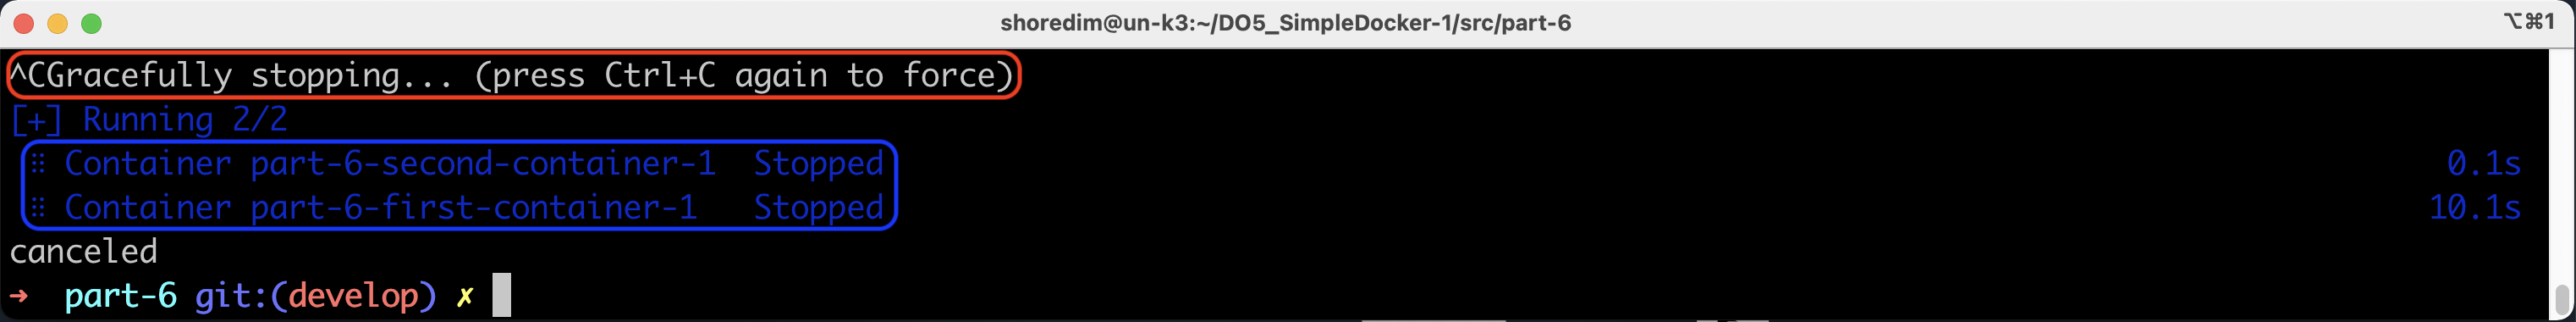 shoredim@un-k3:~/DO5_SimpleDocker-1/src/part-6 ⌥⌘1
^CGracefully stopping... (press Ctrl+C again to force)
[+] Running 2/2
⠿ Container part-6-second-container-1 Stopped 0.1s
⠿ Container part-6-first-container-1 Stopped 10.1s
canceled
➜ part-6 git:(develop) ✗